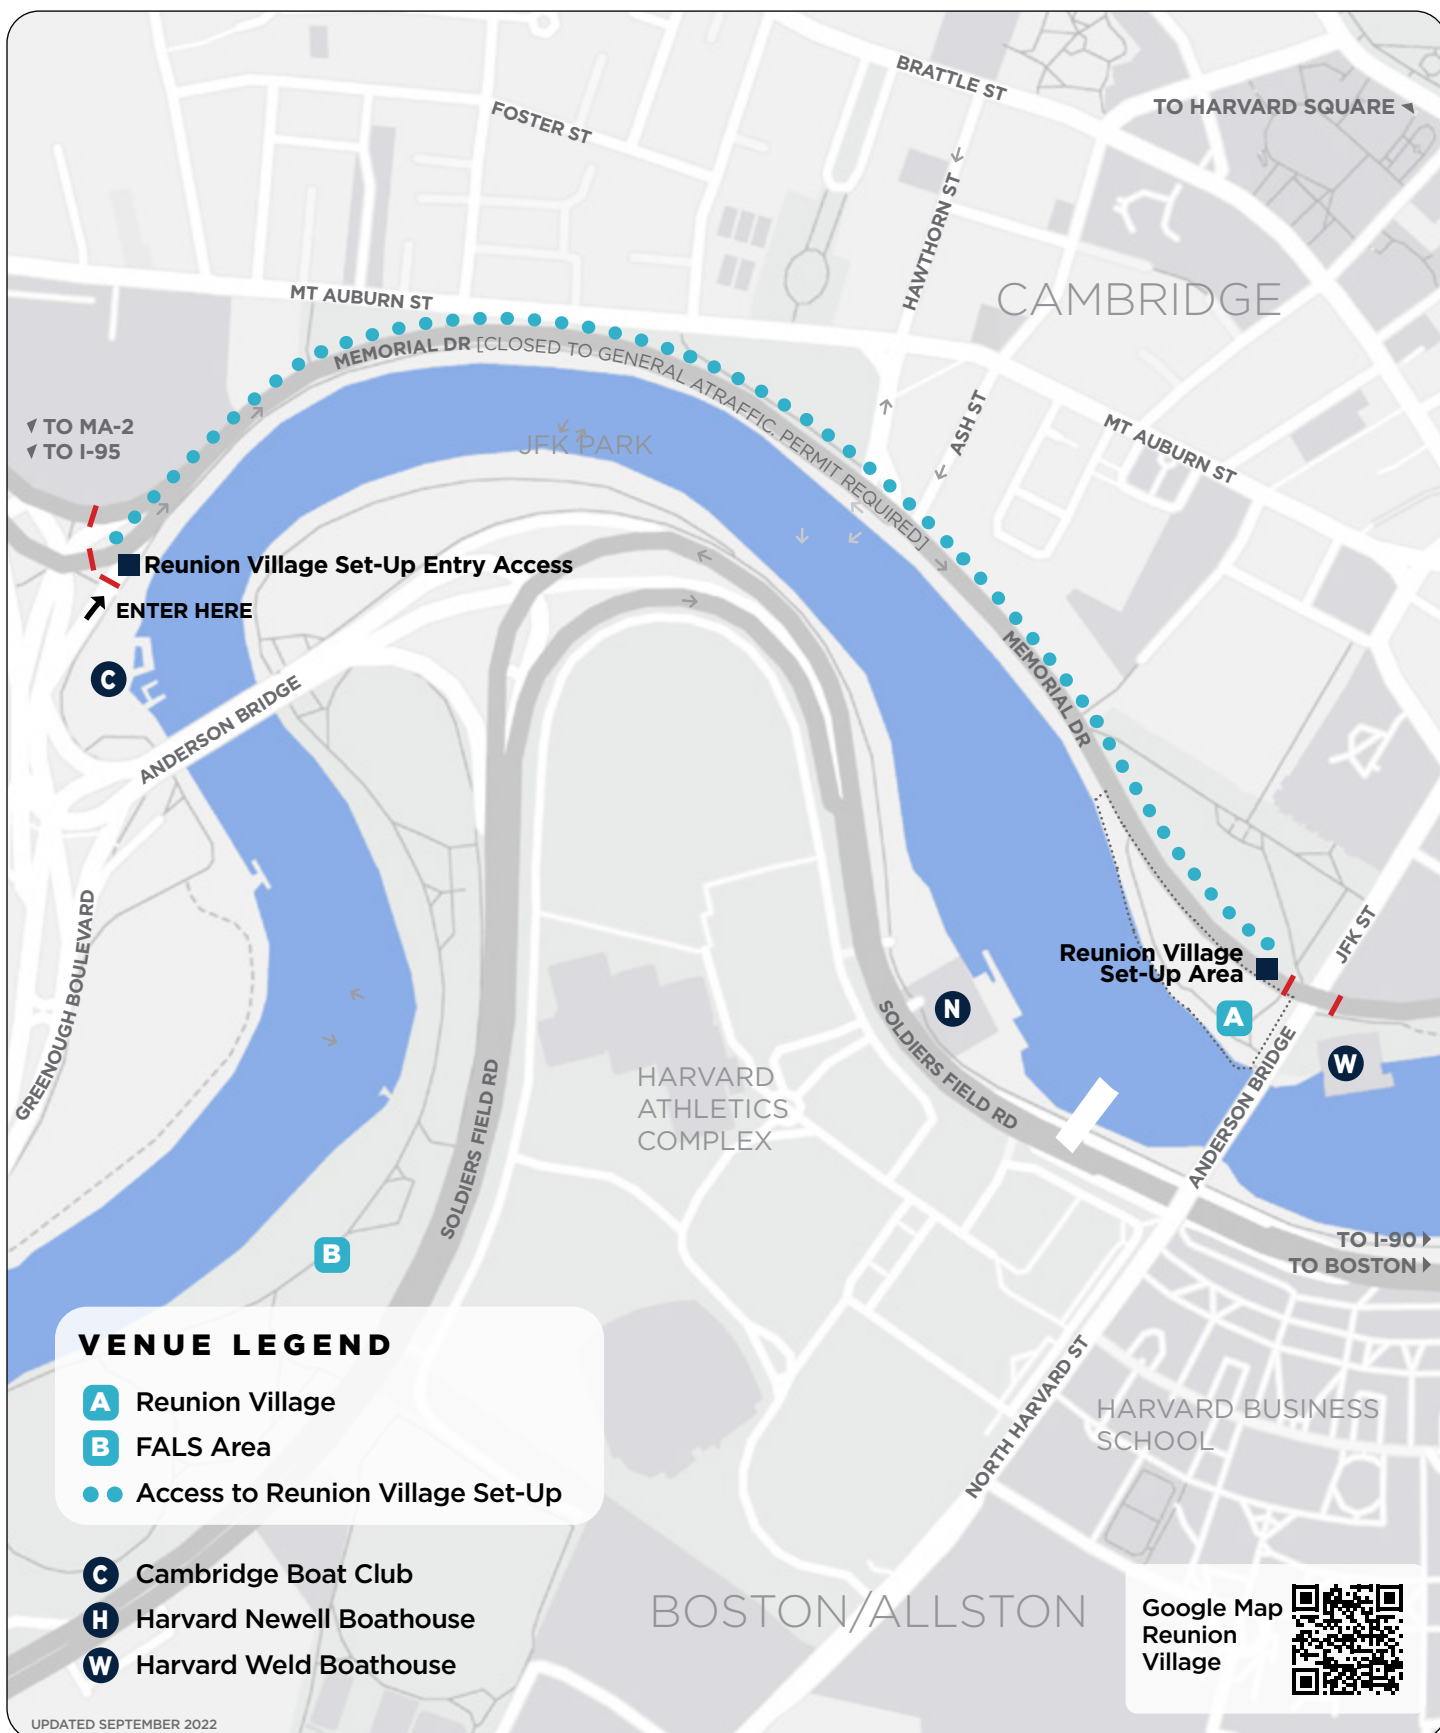 BRATTLE ST
TO HARVARD SQUARE
FOSTER ST
HAWTHORN ST
MT AUBURN ST
CAMBRIDGE
MEMORIAL DR [CLOSED TO GENERAL ATRAFFIC. PERMIT REQUIRED]
ASH ST
MT AUBURN ST
TO MA-2
TO I-95
JFK PARK
Reunion Village Set-Up Entry Access
ENTER HERE
C
MEMORIAL DR
ANDERSON BRIDGE
GREENOUGH BOULEVARD
JFK ST
Reunion Village
Set-Up Area
A
N
W
SOLDIERS FIELD RD
SOLDIERS FIELD RD
HARVARD
ATHLETICS
COMPLEX
ANDERSON BRIDGE
B
TO I-90
TO BOSTON
VENUE LEGEND
A Reunion Village
B FALS Area
Access to Reunion Village Set-Up
NORTH HARVARD ST
HARVARD BUSINESS
SCHOOL
C Cambridge Boat Club
H Harvard Newell Boathouse
W Harvard Weld Boathouse
BOSTON/ALLSTON
Google Map
Reunion
Village
UPDATED SEPTEMBER 2022